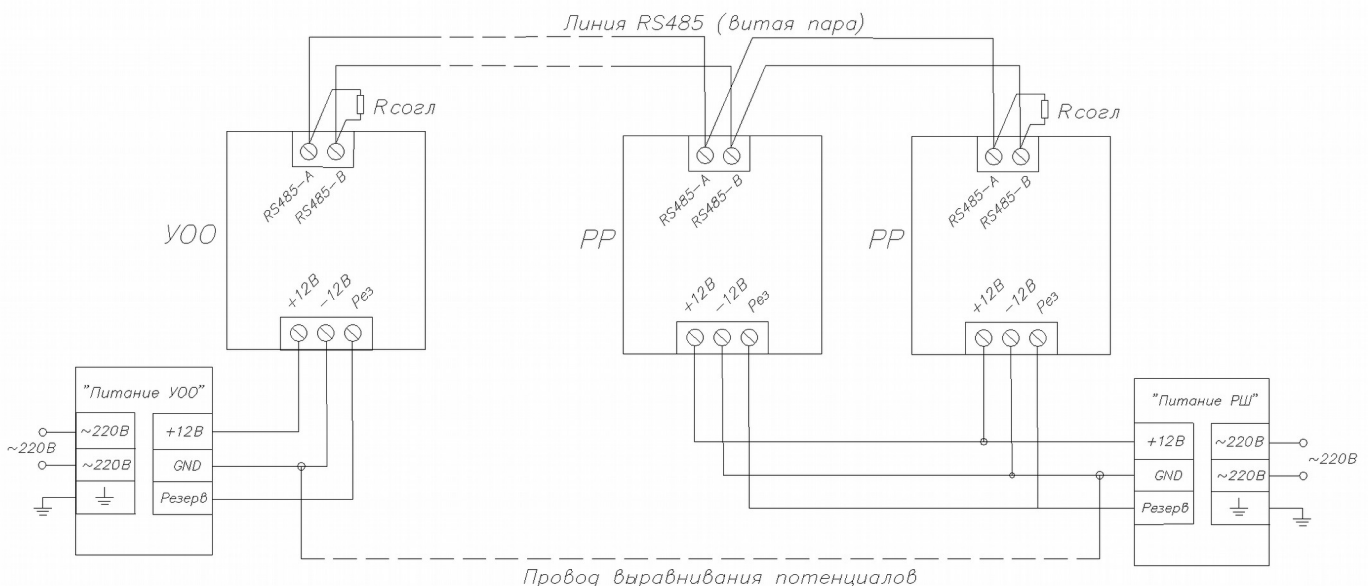 Линия RS485 (витая пара)
Rсогл
Rсогл
RS485-А
RS485-В
RS485-А
RS485-В
RS485-А
RS485-В
УОО
РР
РР
+12В
-12В
Рез
+12В
-12В
Рез
+12В
-12В
Рез
"Питание УОО"
~220В
~220В
~220В
+12В
GND
Резерв
"Питание РШ"
+12В
GND
Резерв
~220В
~220В
~220В
Провод выравнивания потенциалов